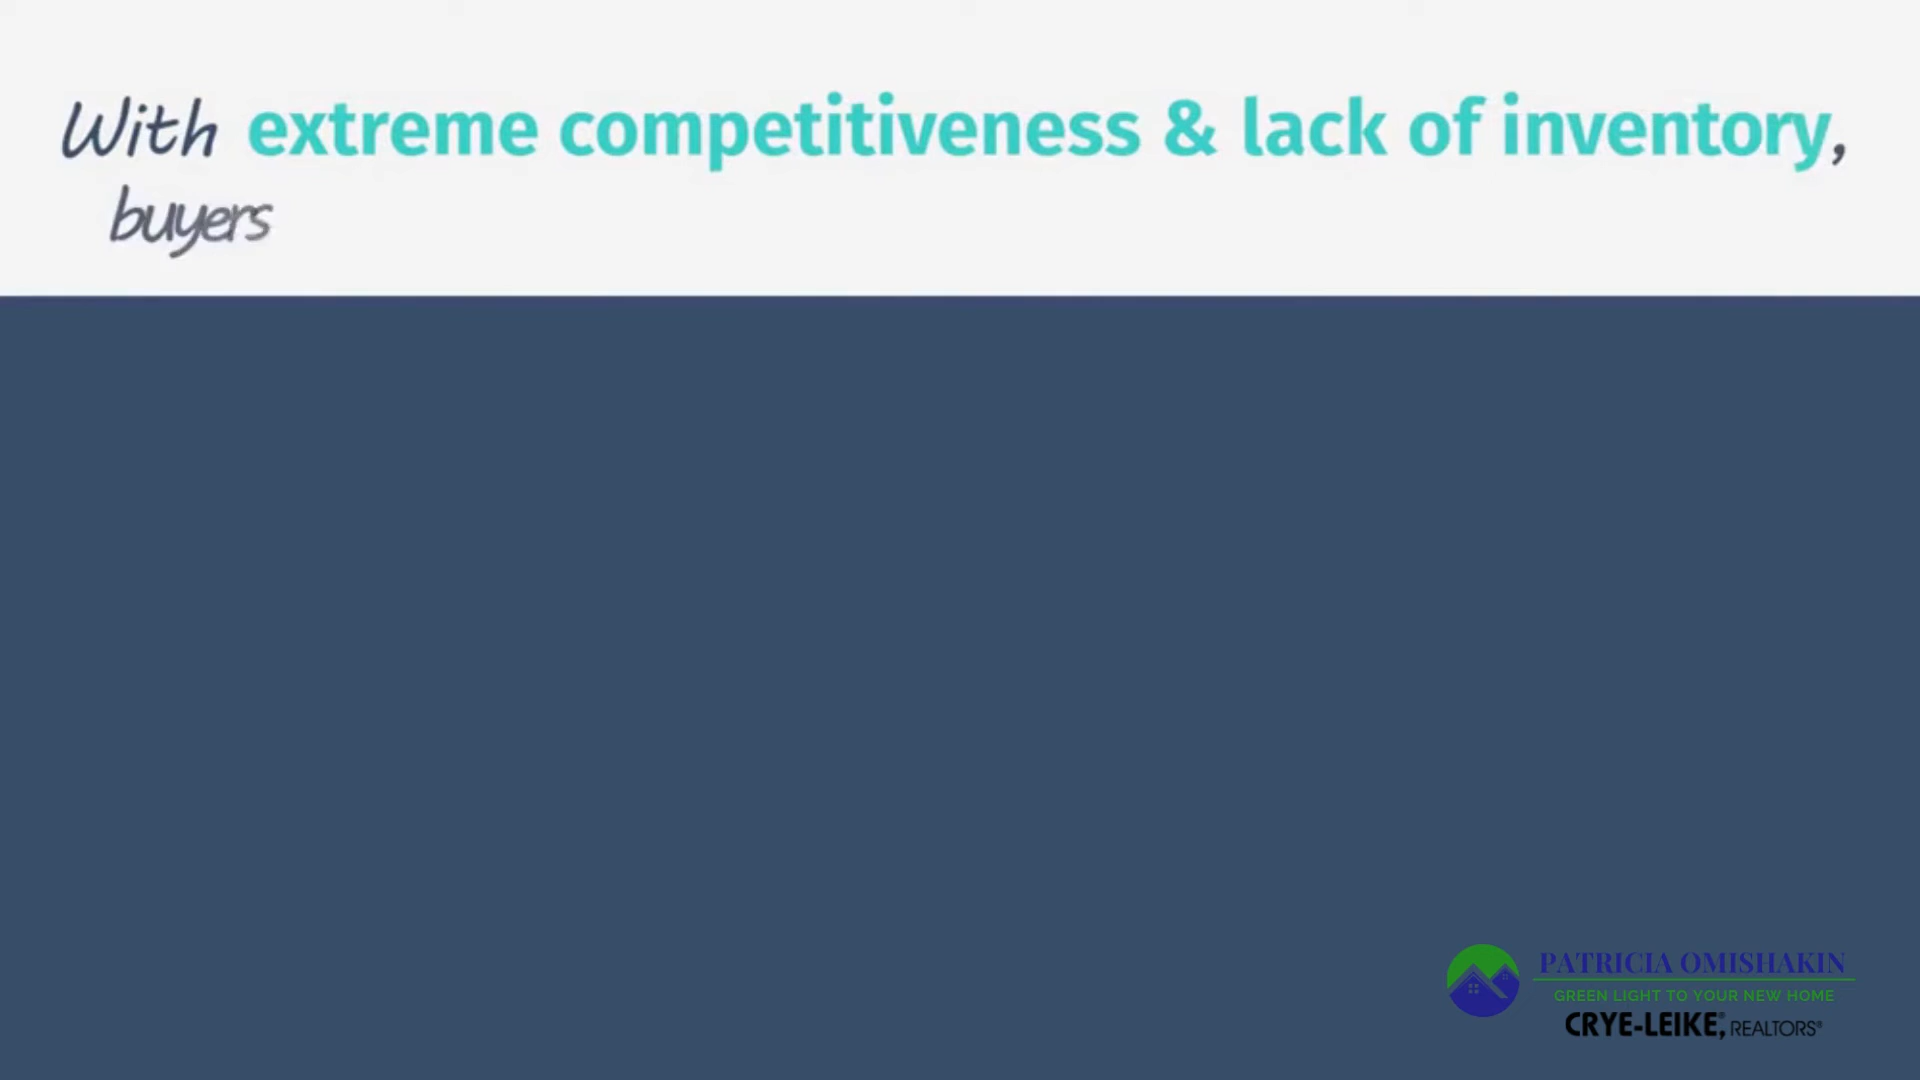 With extreme competitiveness & lack of inventory,
buyers
PATRICIA OMISHAKIN
GREEN LIGHT TO YOUR NEW HOME
CRYE-LEIKE, REALTORS®